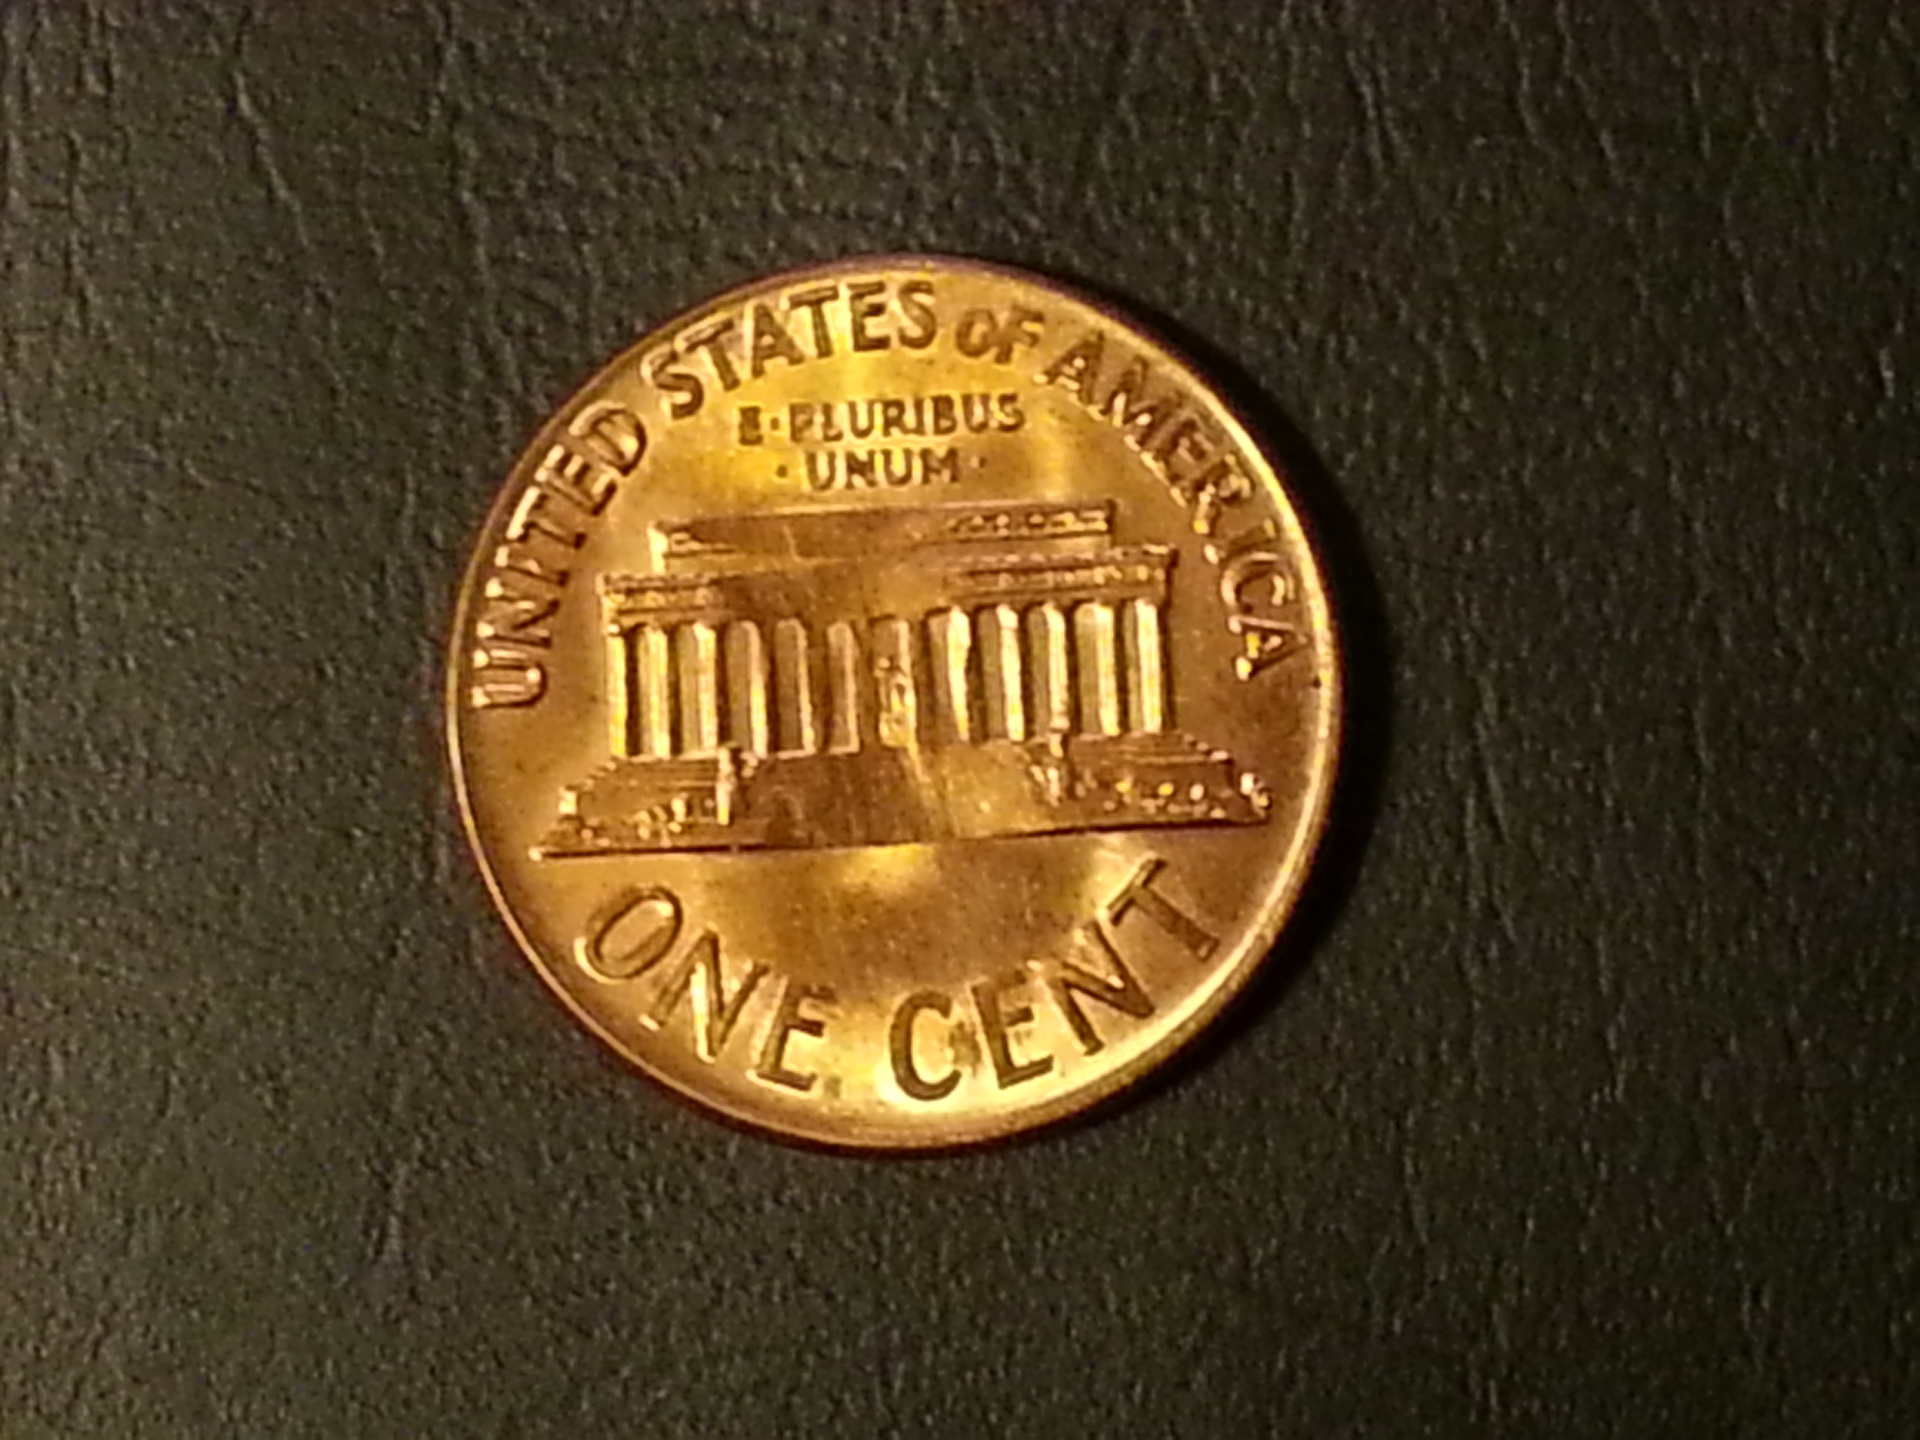 UNITED STATES OF AMERICA
E·PLURIBUS
·UNUM·
ONE CENT